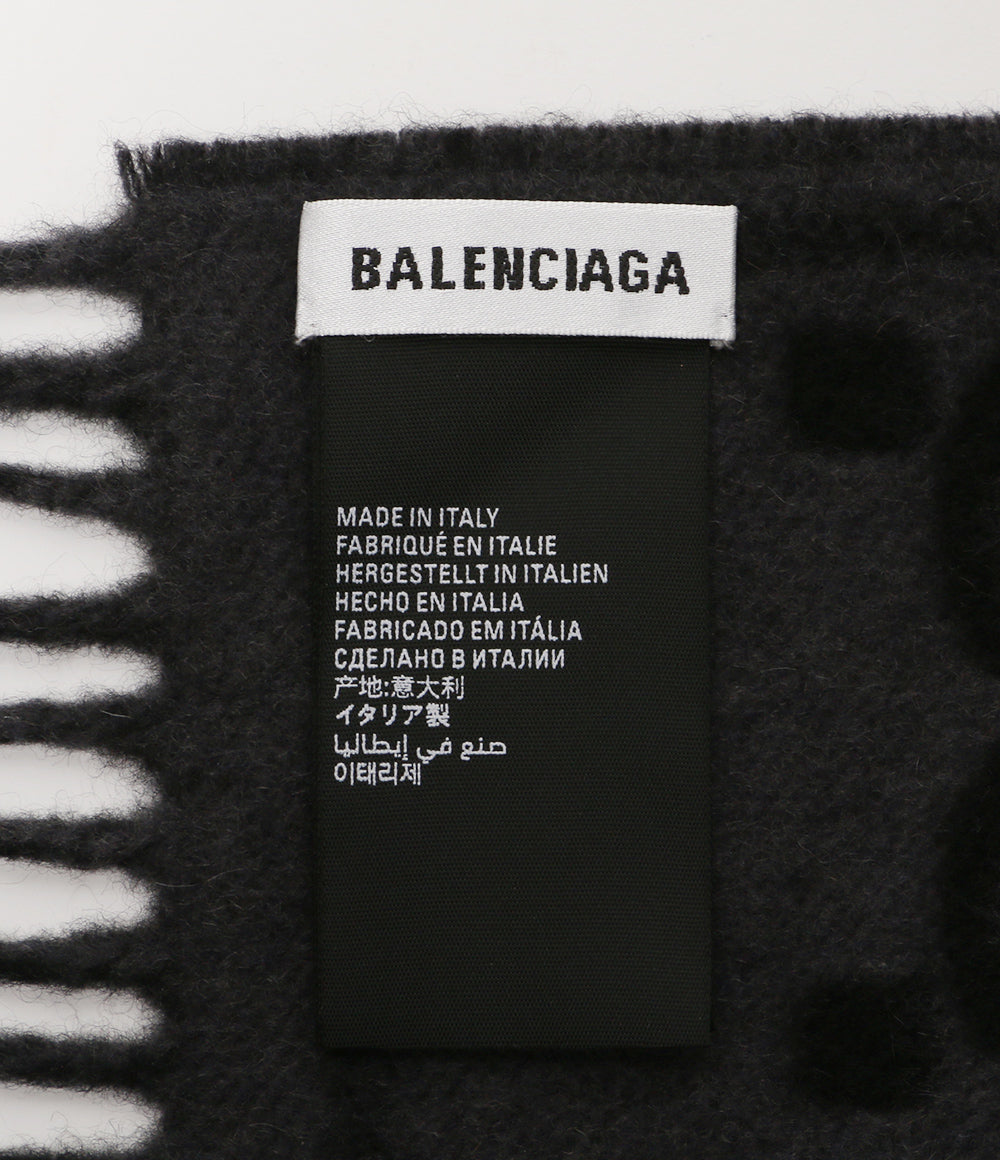 BALENCIAGA
MADE IN ITALY
FABRIQUÉ EN ITALIE
HERGESTELLT IN ITALIEN
HECHO EN ITALIA
FABRICADO EM ITÁLIA
СДЕЛАНО В ИТАЛИИ
产地:意大利
イタリア製
صنع في إيطاليا
이태리제